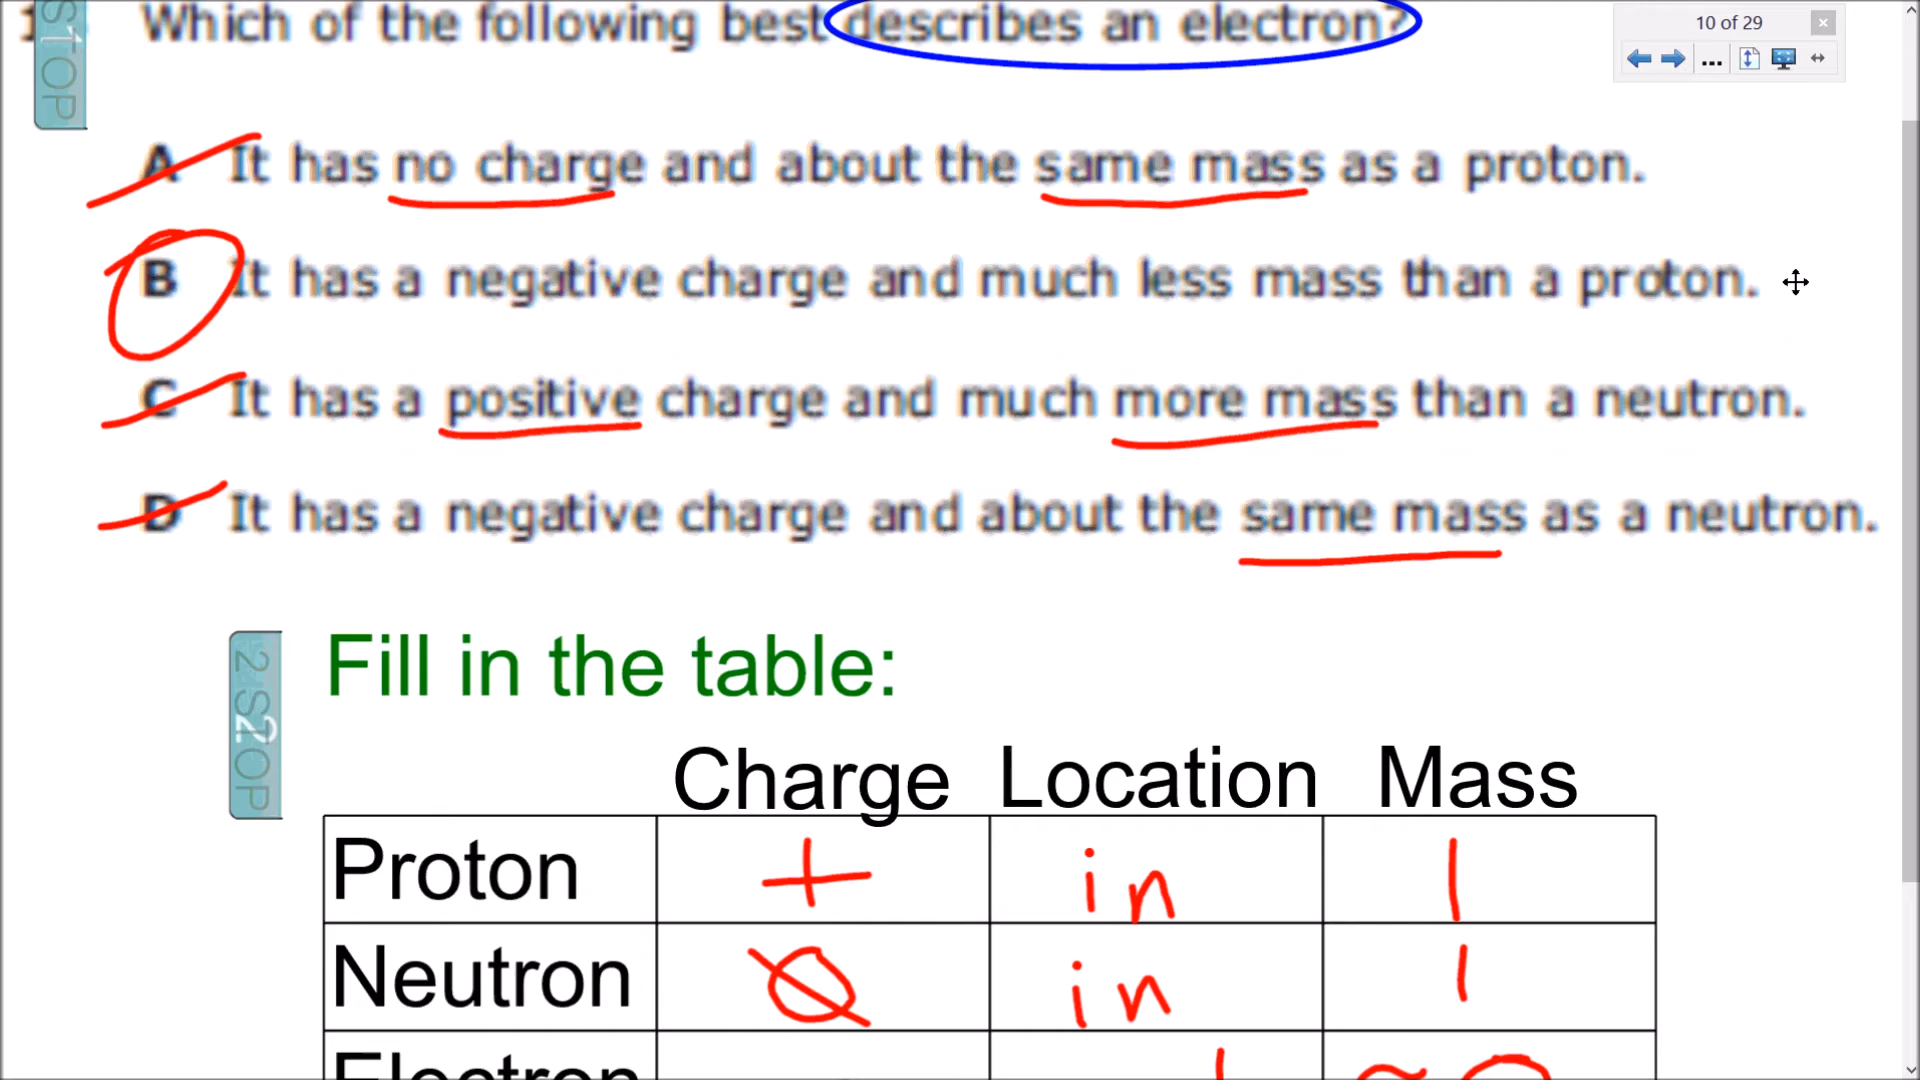 Which of the following best describes an electron?
10 of 29
A It has no charge and about the same mass as a proton.
B It has a negative charge and much less mass than a proton.
C It has a positive charge and much more mass than a neutron.
D It has a negative charge and about the same mass as a neutron.
Fill in the table:
Charge Location Mass
Proton + in 1
Neutron 0 in 1
Electron